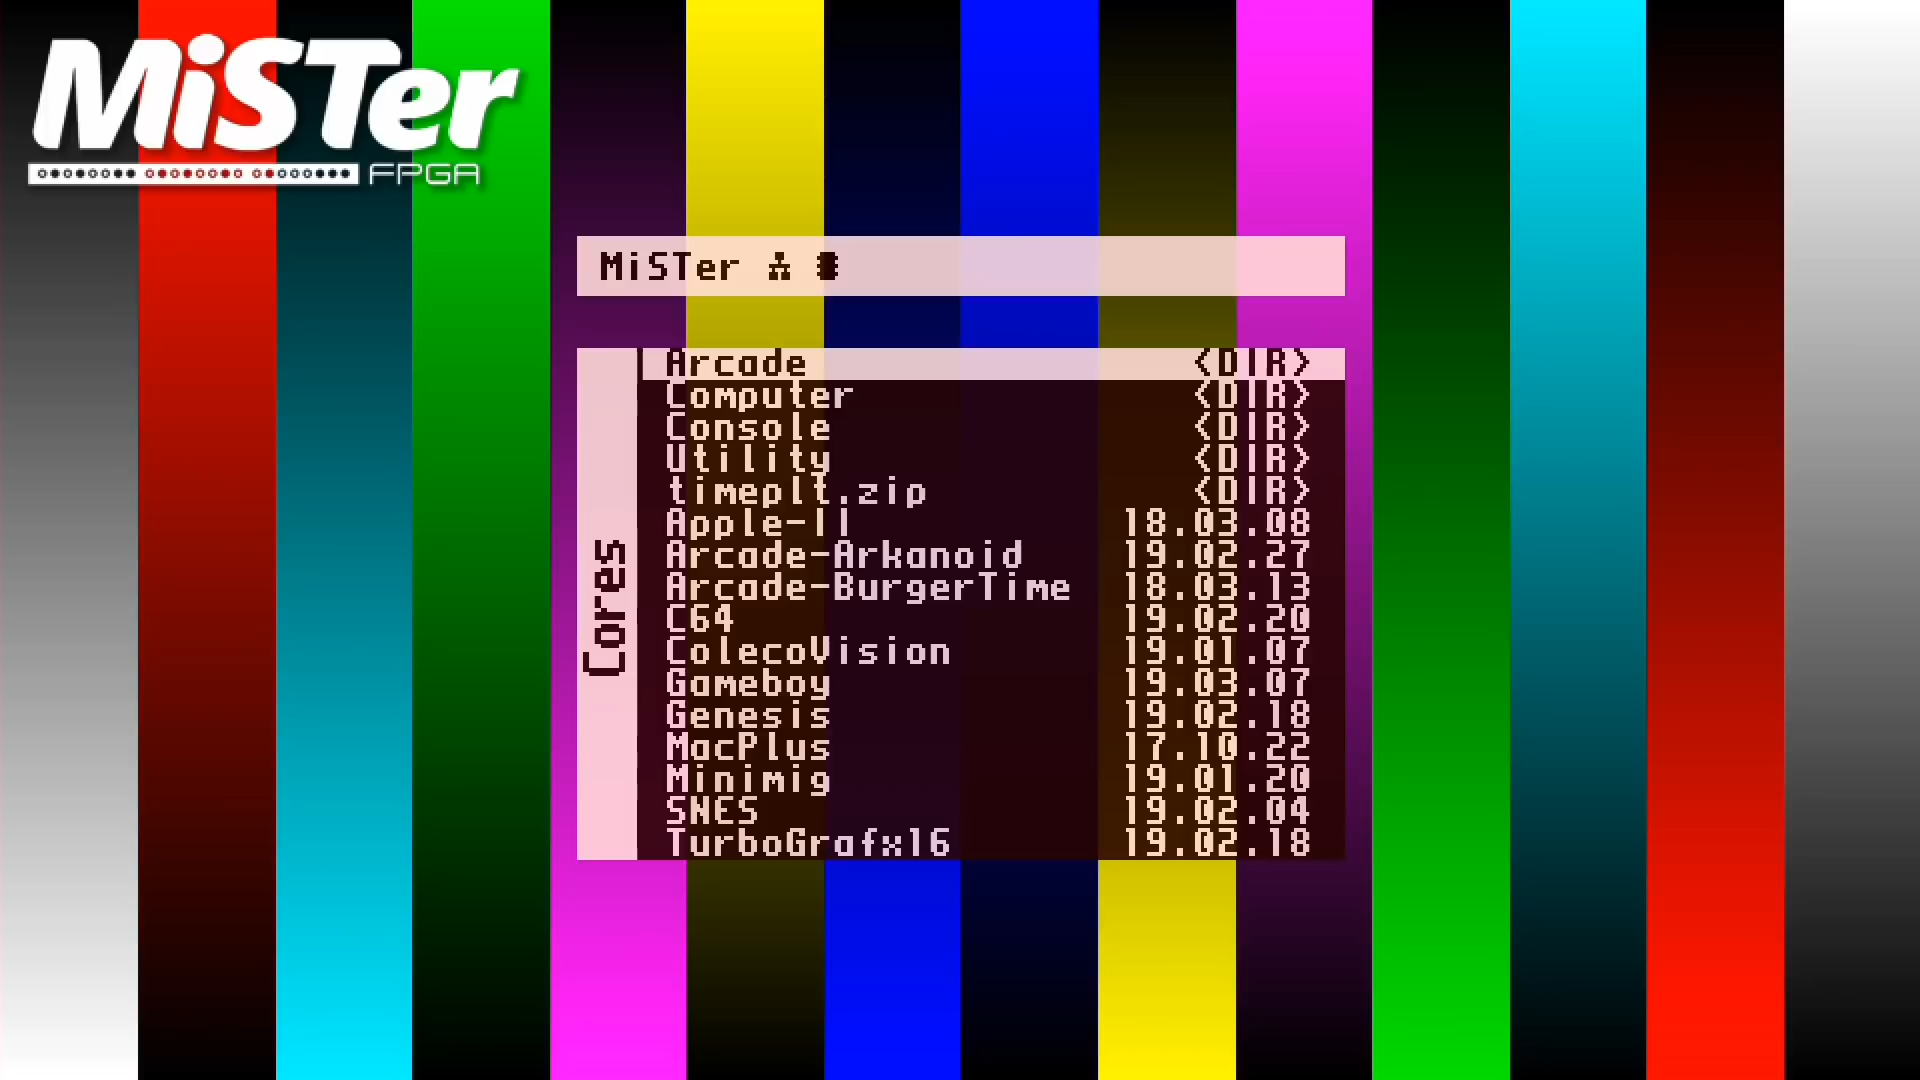 MiSTer
FPGA
MiSTer
Cores
Arcade <DIR>
Computer <DIR>
Console <DIR>
Utility <DIR>
timeplt.zip <DIR>
Apple-II 18.03.08
Arcade-Arkanoid 19.02.27
Arcade-BurgerTime 18.03.13
C64 19.02.20
ColecoVision 19.01.07
Gameboy 19.03.07
Genesis 19.02.18
MacPlus 17.10.22
Minimig 19.01.20
SNES 19.02.04
TurboGrafx16 19.02.18